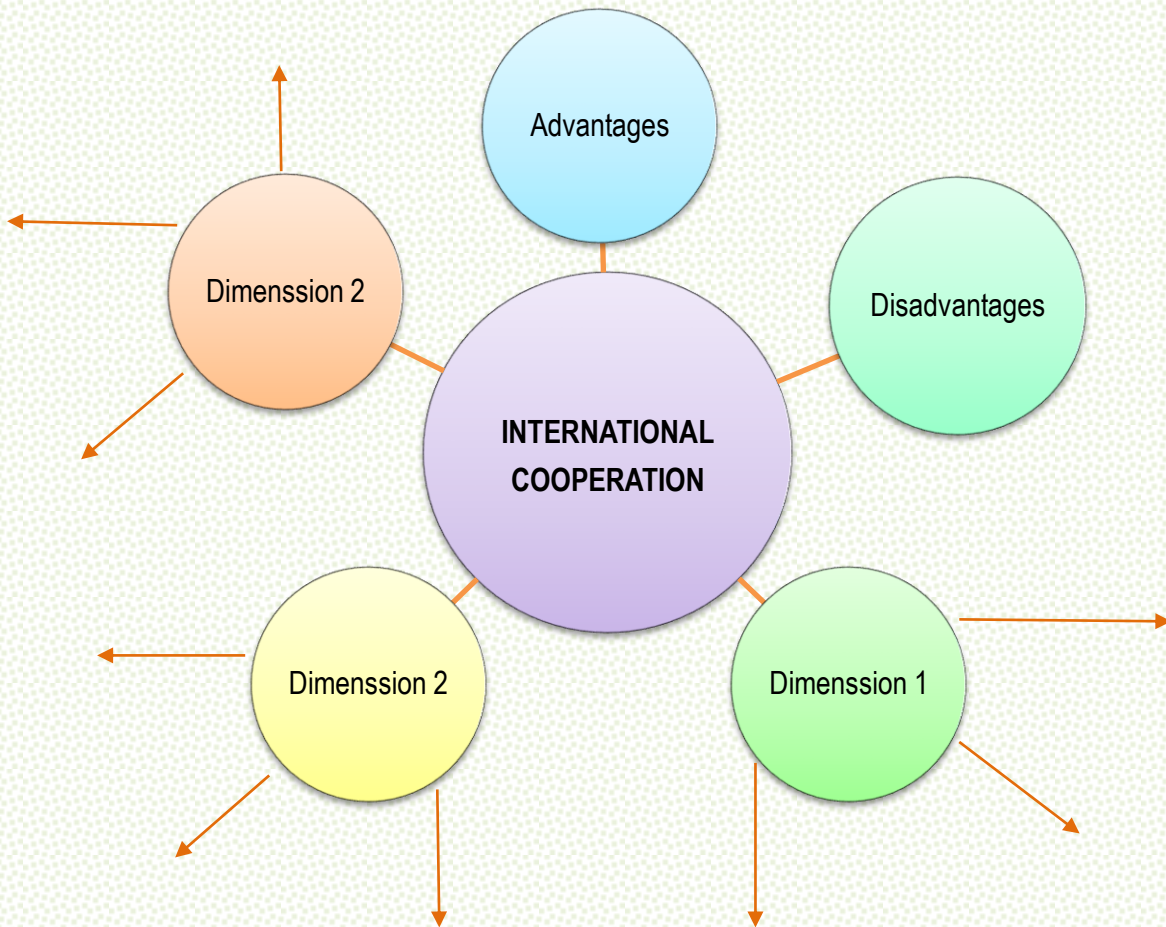 Advantages
Dimenssion 2
Disadvantages
INTERNATIONAL
COOPERATION
Dimenssion 2
Dimenssion 1